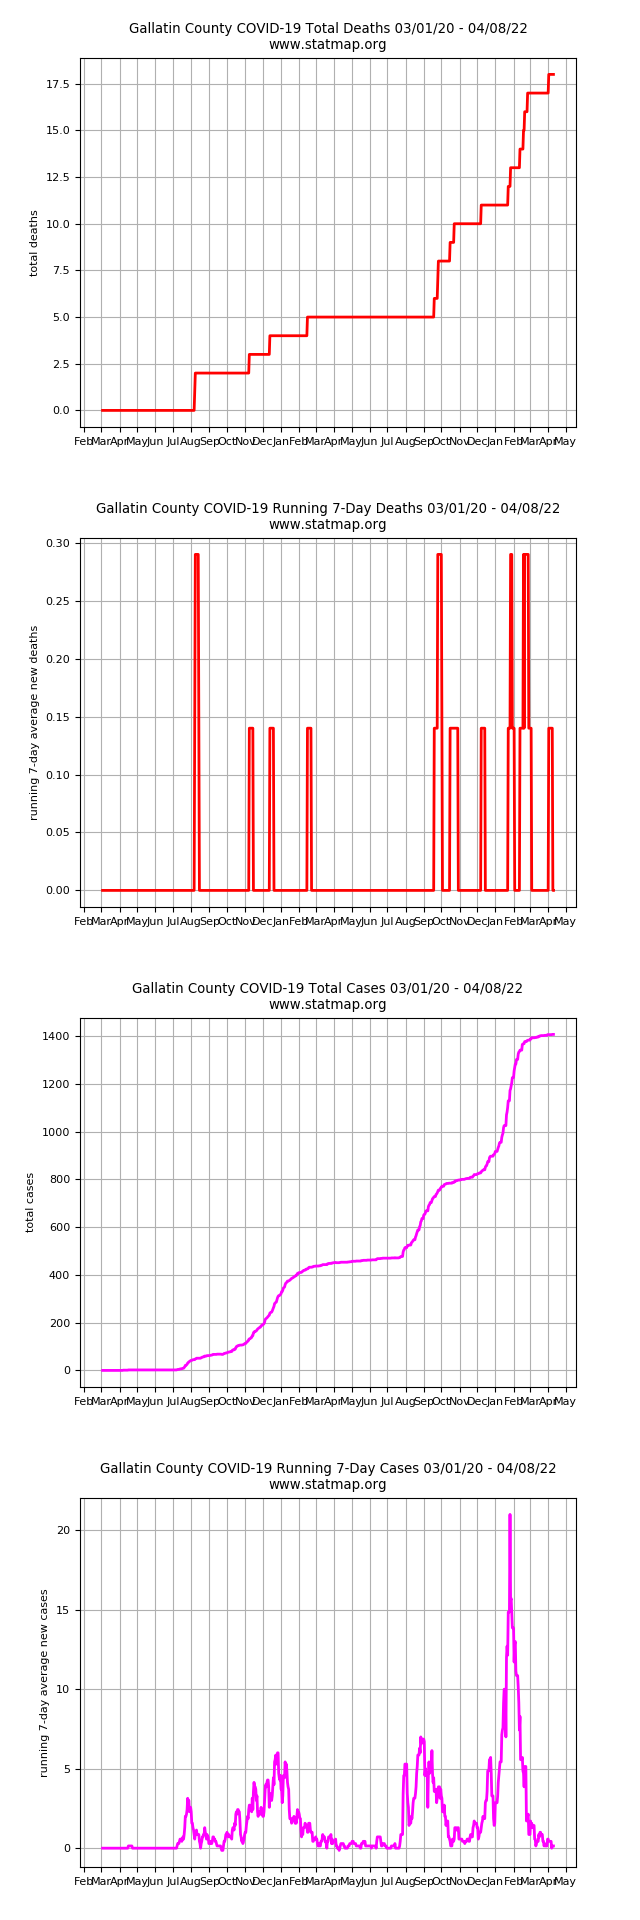 Gallatin County COVID-19 Total Deaths 03/01/20 - 04/08/22
www.statmap.org
17.5
15.0
12.5
10.0
7.5
5.0
2.5
0.0
total deaths
Feb Mar Apr May Jun Jul Aug Sep Oct Nov Dec Jan Feb Mar Apr May Jun Jul Aug Sep Oct Nov Dec Jan Feb Mar Apr May
Gallatin County COVID-19 Running 7-Day Deaths 03/01/20 - 04/08/22
www.statmap.org
0.30
0.25
0.20
0.15
0.10
0.05
0.00
running 7-day average new deaths
Feb Mar Apr May Jun Jul Aug Sep Oct Nov Dec Jan Feb Mar Apr May Jun Jul Aug Sep Oct Nov Dec Jan Feb Mar Apr May
Gallatin County COVID-19 Total Cases 03/01/20 - 04/08/22
www.statmap.org
1400
1200
1000
800
600
400
200
0
total cases
Feb Mar Apr May Jun Jul Aug Sep Oct Nov Dec Jan Feb Mar Apr May Jun Jul Aug Sep Oct Nov Dec Jan Feb Mar Apr May
Gallatin County COVID-19 Running 7-Day Cases 03/01/20 - 04/08/22
www.statmap.org
20
15
10
5
0
running 7-day average new cases
Feb Mar Apr May Jun Jul Aug Sep Oct Nov Dec Jan Feb Mar Apr May Jun Jul Aug Sep Oct Nov Dec Jan Feb Mar Apr May